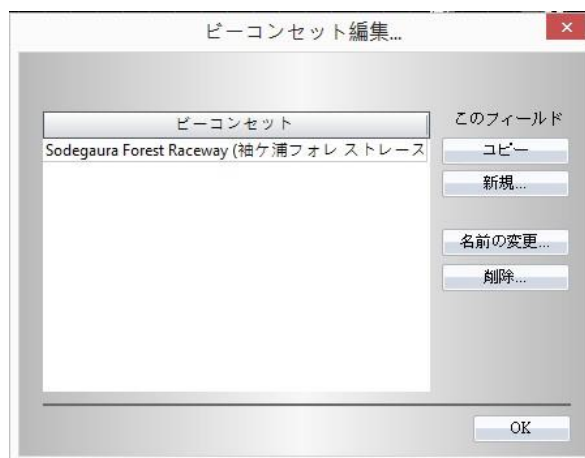 ビーコンセット編集...
ビーコンセット
このフィールド
Sodegaura Forest Raceway (袖ケ浦フォレ ストレース
コピー
新規...
名前の変更...
削除...
OK